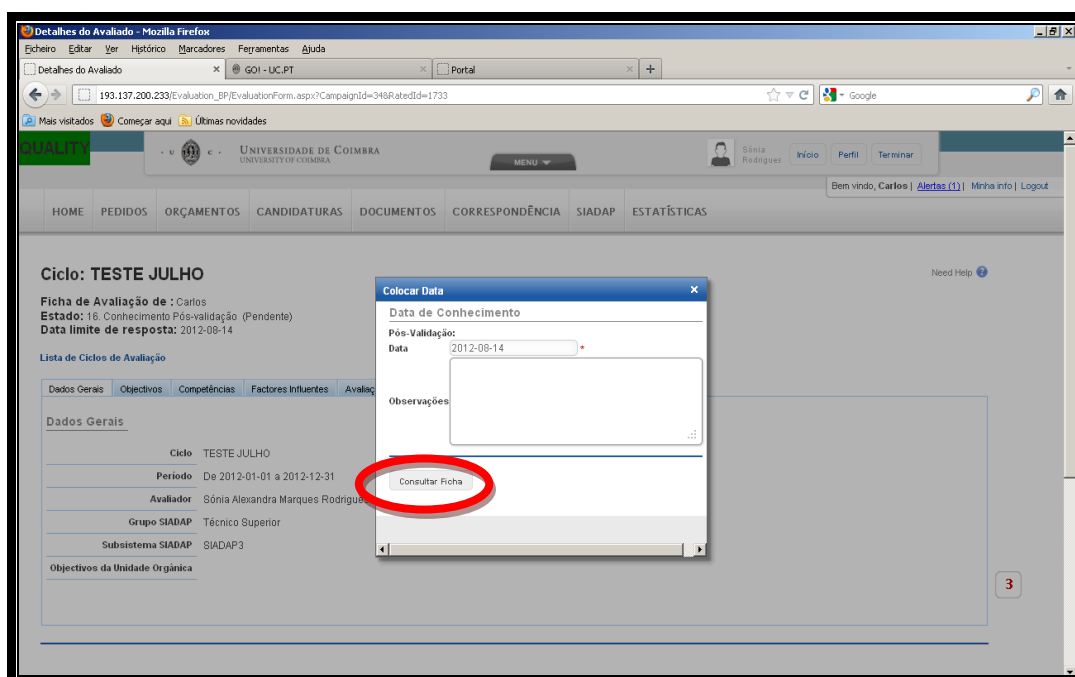 Detalhes do Avaliado - Mozilla Firefox
Ficheiro Editar Ver Histórico Marcadores Ferramentas Ajuda
Detalhes do Avaliado × GO! - UC.PT × Portal × +
193.137.200.233/Evaluation_BP/EvaluationForm.aspx?CampaignId=348RatedId=1733 Google
Mais visitados Começar aqui Últimas novidades
QUALITY
UNIVERSIDADE DE COIMBRA
UNIVERSITY OF COIMBRA
MENU
Sónia Rodrigues Início Perfil Terminar
Bem vindo, Carlos | Alertas (1) | Minha info | Logout
HOME PEDIDOS ORÇAMENTOS CANDIDATURAS DOCUMENTOS CORRESPONDÊNCIA SIADAP ESTATÍSTICAS
Ciclo: TESTE JULHO
Need Help ?
Ficha de Avaliação de : Carlos
Estado: 16. Conhecimento Pós-validação (Pendente)
Data limite de resposta: 2012-08-14
Lista de Ciclos de Avaliação
Dados Gerais Objectivos Competências Factores Influentes Avaliaç
Dados Gerais
Ciclo TESTE JULHO
Período De 2012-01-01 a 2012-12-31
Avaliador Sónia Alexandra Marques Rodrigues
Grupo SIADAP Técnico Superior
Subsistema SIADAP SIADAP3
Objectivos da Unidade Orgânica
Colocar Data ×
Data de Conhecimento
Pós-Validação:
Data 2012-08-14 *
Observações
Consultar Ficha
3